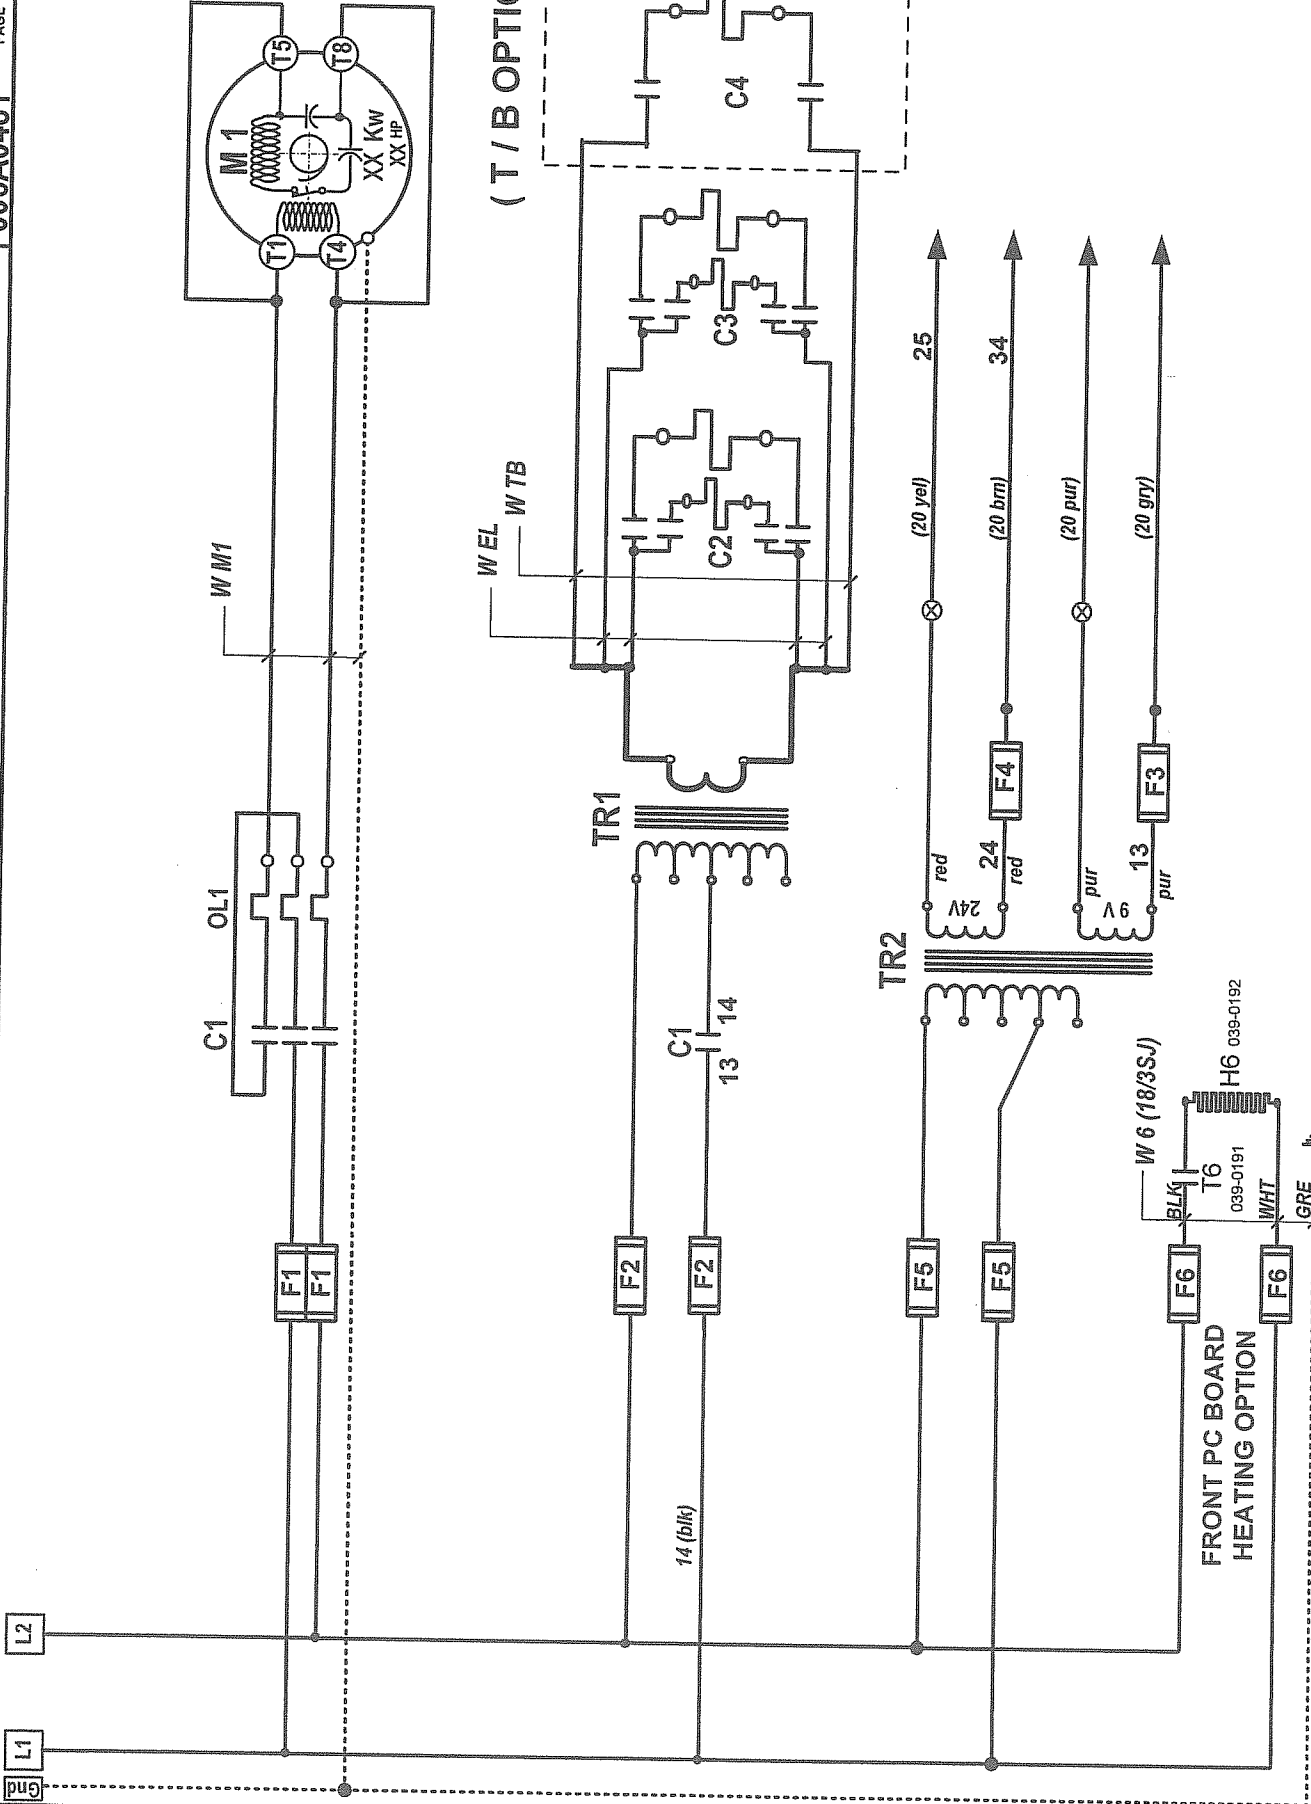 L2
L1
Gnd
C1
OL1
W M1
T1
T4
T5
T8
M 1
XX Kw
XX HP
F1
F1
14 (blk)
F2
F2
13
C1
14
TR1
W EL
W TB
C2
C3
( T / B OPTIO
C4
F5
F5
TR2
24V
9 V
red
24
red
pur
13
pur
F4
F3
(20 yel)
25
(20 brn)
34
(20 pur)
(20 gry)
FRONT PC BOARD
HEATING OPTION
F6
F6
W 6 (18/3SJ)
BLK
T6
039-0191
WHT
GRE
H6 039-0192